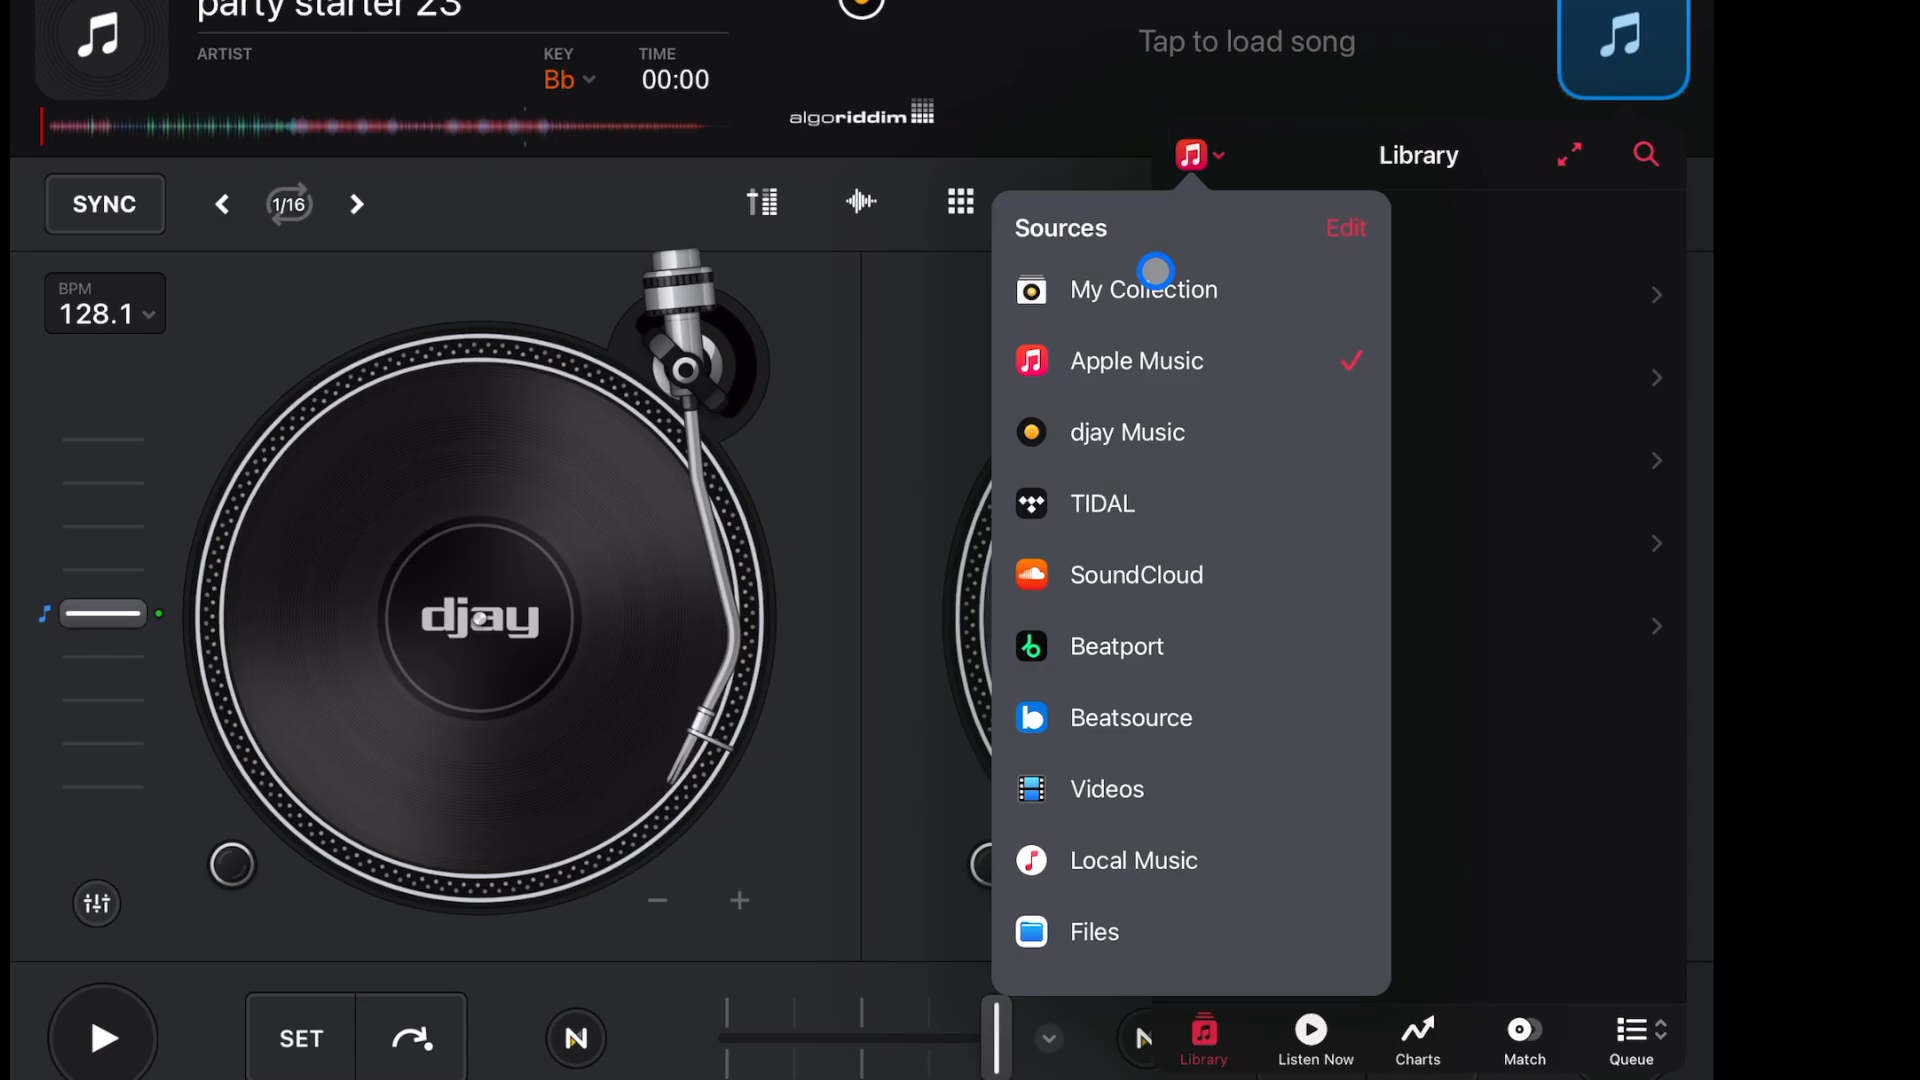 party starter 23
ARTIST
KEY
TIME
Bb
00:00
algoriddim
Tap to load song
Library
SYNC
1/16
BPM
128.1
djay
Sources
Edit
My Collection
Apple Music
djay Music
TIDAL
SoundCloud
Beatport
Beatsource
Videos
Local Music
Files
SET
Library
Listen Now
Charts
Match
Queue